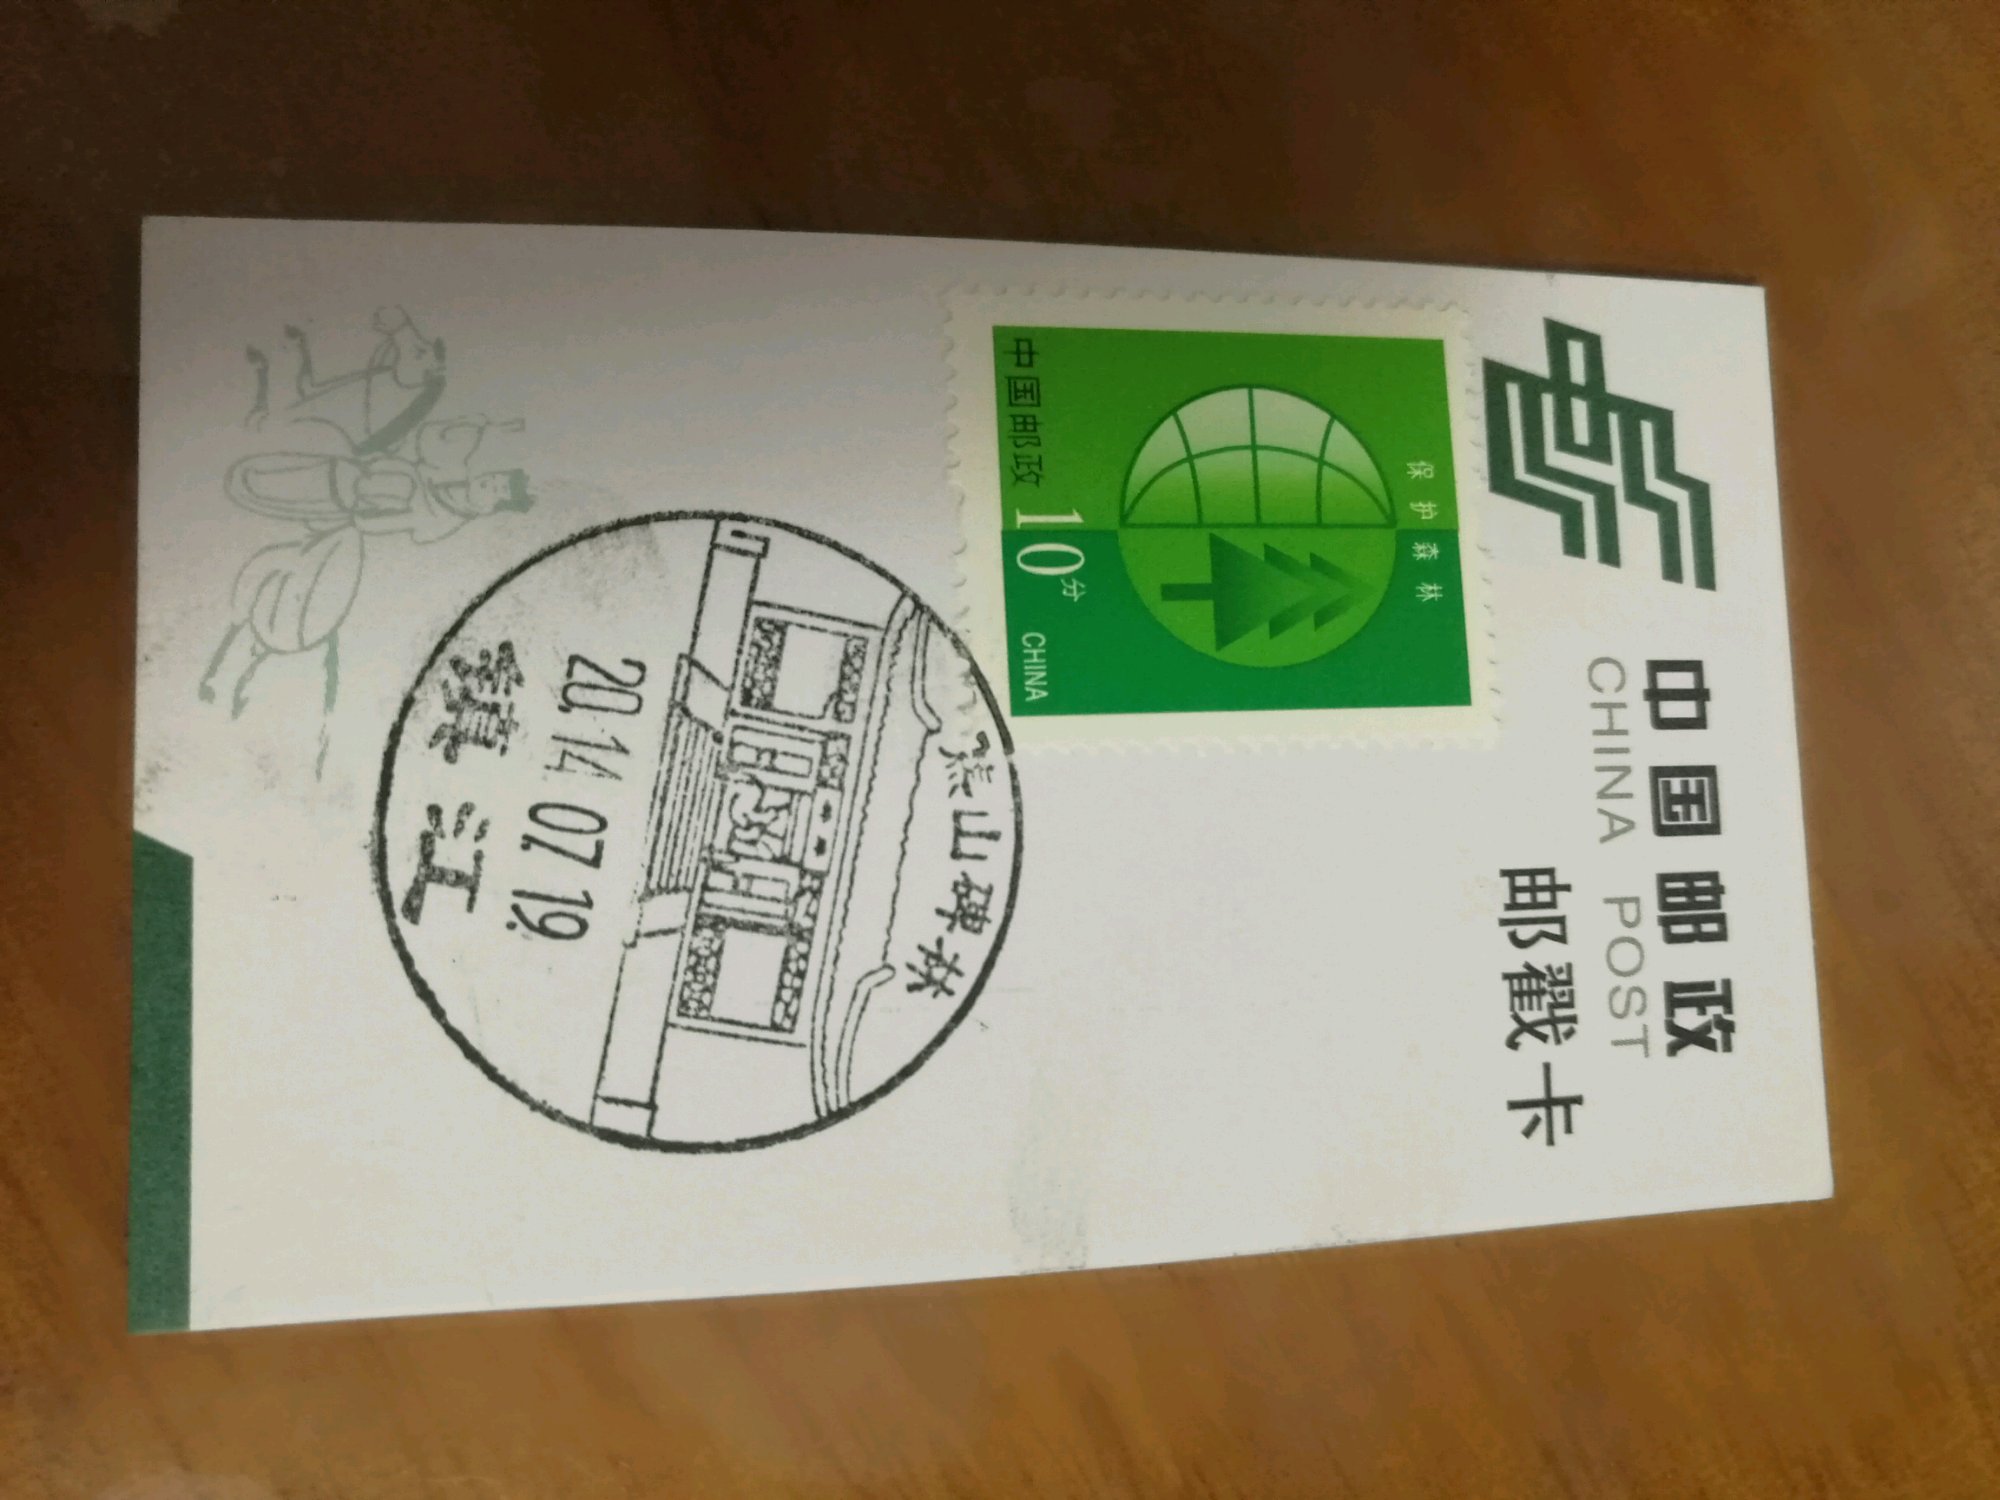 中国邮政
CHINA POST
邮戳卡
保护森林
中国邮政
10分
CHINA
焦山碑林
2014.07.19
镇江